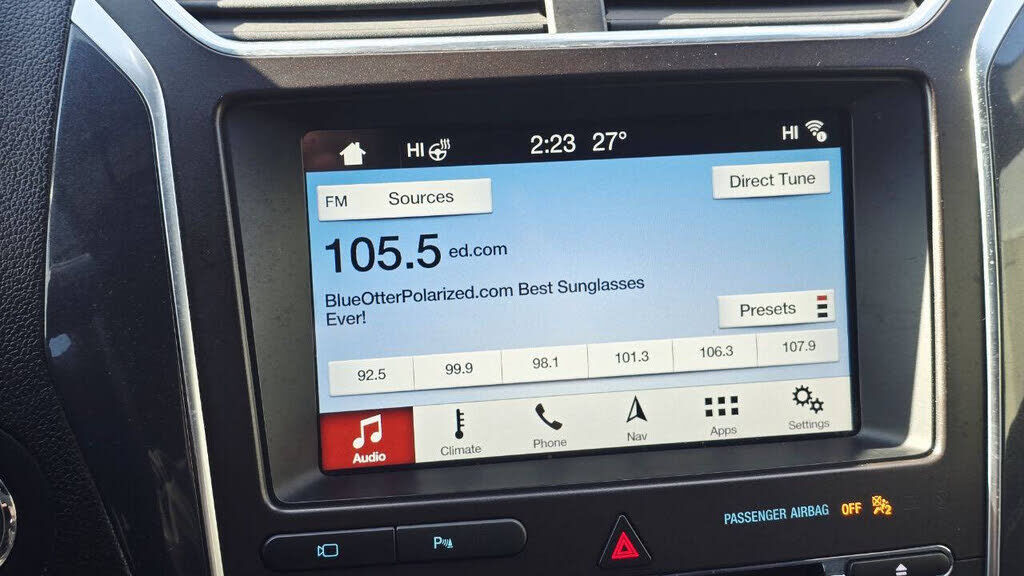 HI 2:23 27° HI
FM Sources Direct Tune
105.5 ed.com
BlueOtterPolarized.com Best Sunglasses
Ever!
Presets
92.5 99.9 98.1 101.3 106.3 107.9
Audio Climate Phone Nav Apps Settings
PASSENGER AIRBAG OFF 2
P